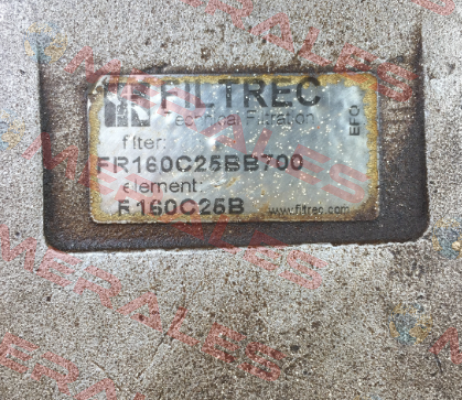 FILTREC
Technical Filtration
EFO
filter:
FR160C25BB700
element:
R160C25B
www.filtrec.com